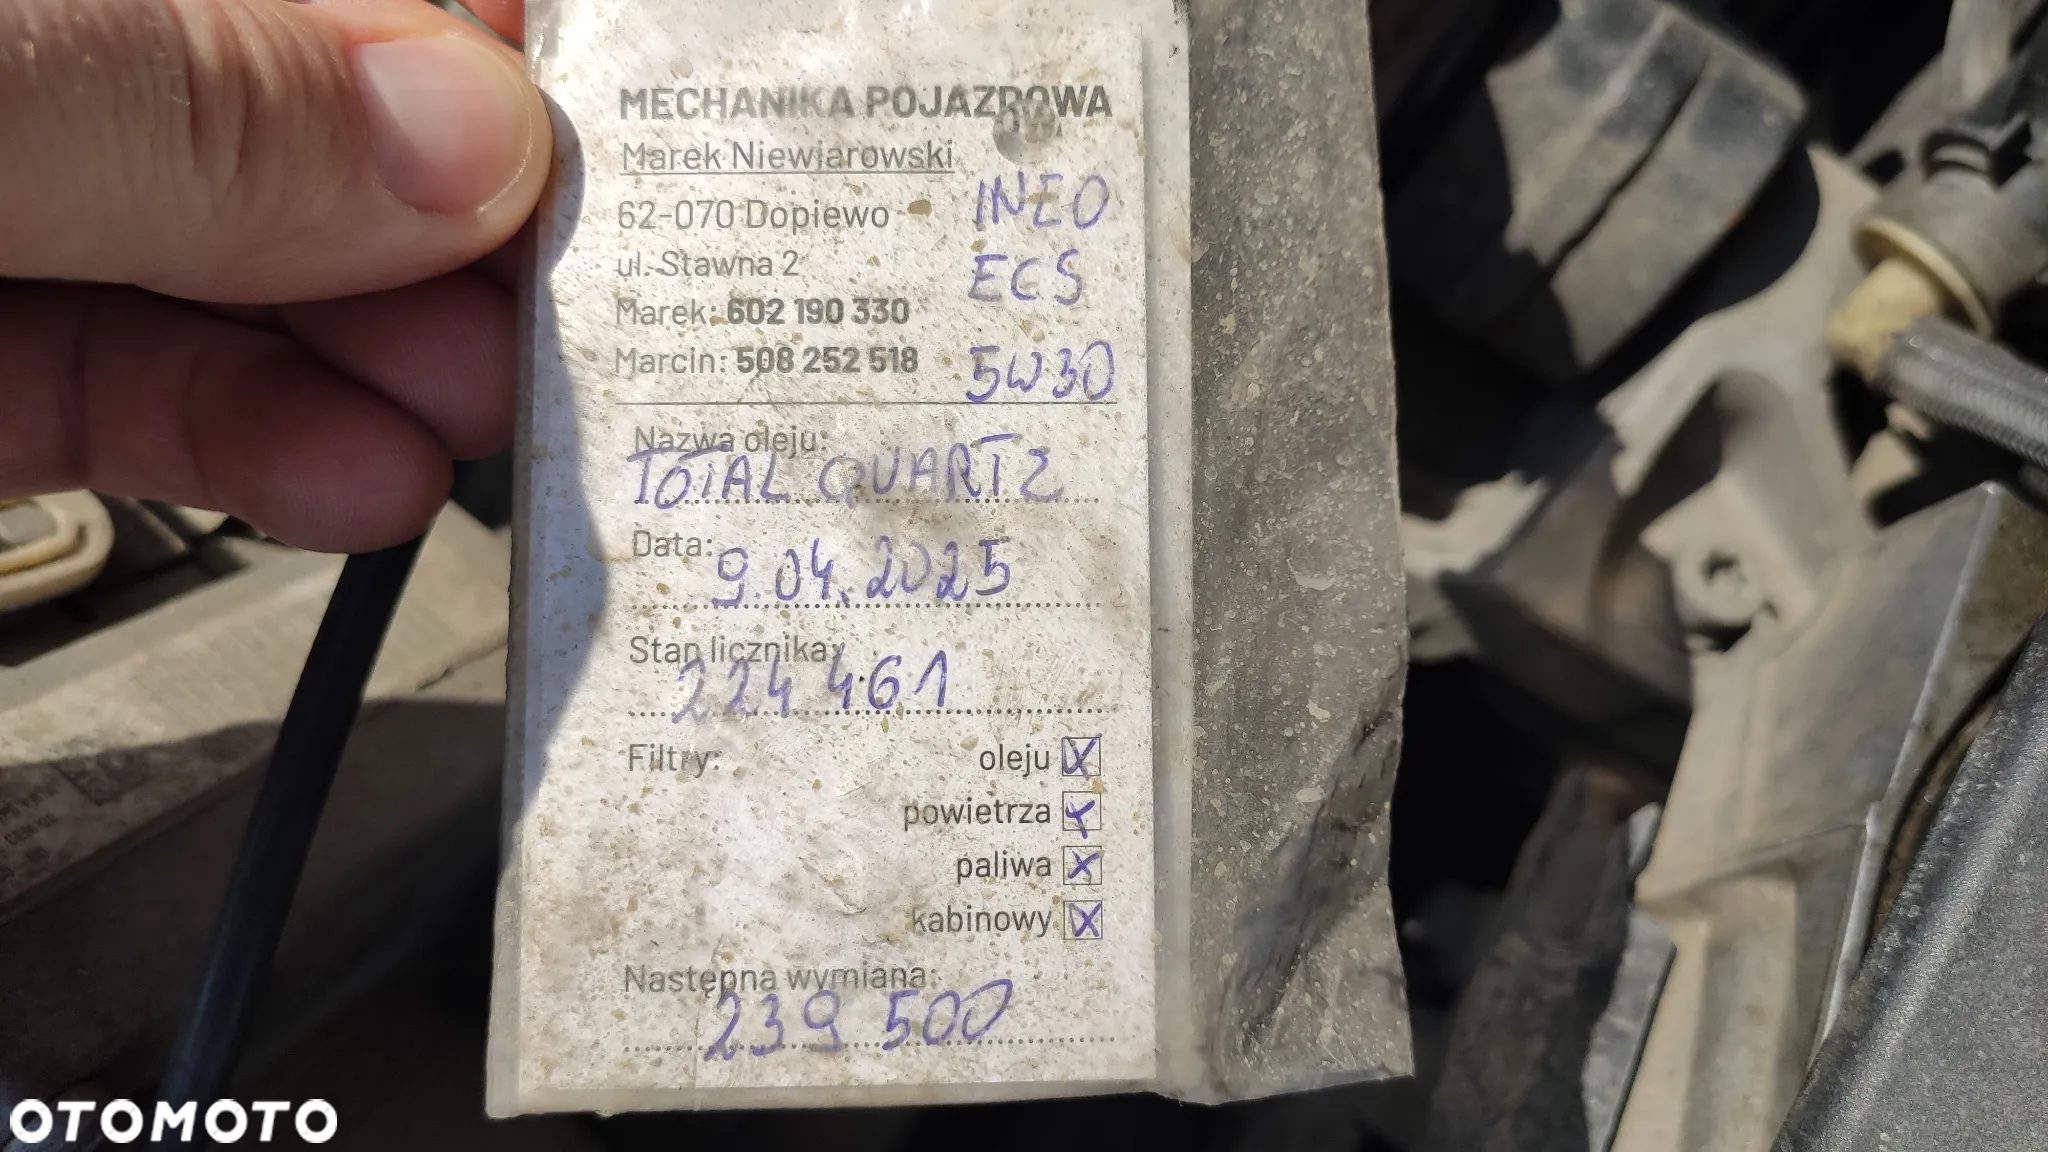 MECHANIKA POJAZDOWA
Marek Niewiarowski
62-070 Dopiewo INEO
ul. Stawna 2 ECS
Marek: 602 190 330
Marcin: 508 252 518 5W30
Nazwa oleju:
TOTAL QUARTZ
Data: 9.04.2025
Stan licznika:
224 461
Filtry: oleju X
powietrza X
paliwa X
kabinowy X
Następna wymiana:
239 500
OTOMOTO